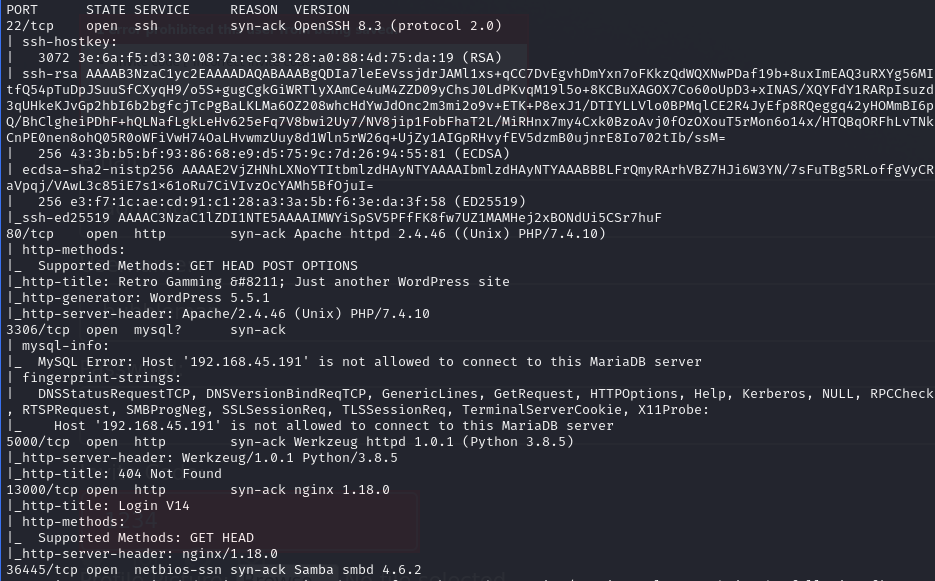 PORT      STATE SERVICE      REASON  VERSION
22/tcp    open  ssh          syn-ack OpenSSH 8.3 (protocol 2.0)
| ssh-hostkey:
|   3072 3e:6a:f5:d3:30:08:7a:ec:38:28:a0:88:4d:75:da:19 (RSA)
| ssh-rsa AAAAB3NzaC1yc2EAAAADAQABAAABgQDIa7leEeVssjdrJAMl1xs+qCC7DvEgvhDmYxn7oFKkzQdWQXNwPDaf19b+8uxImEAQ3uRXYg56MI
tfQ54pTuDpJSuuSfCXyqH9/o5S+gugCgkGiWRTlyXAmCe4uM4ZZD09yChsJ0LdPKvqM19l5o+8KCBuXAGOX7Co60oUpD3+xINAS/XQYFdY1RARpIsuzd
3qUHkeKJvGp2hbI6b2bgfcjTcPgBaLKLMa6OZ208whcHdYwJdOnc2m3mi2o9v+ETK+P8exJ1/DTIYLLVlo0BPMqlCE2R4JyEfp8RQeggq42yHOMmBI6p
Q/BhClgheiPDhF+hQLNafLgkLeHv625eFq7V8bwi2Uy7/NV8jip1FobFhaT2L/MiRHnx7my4Cxk0BzoAvj0fOzOXouT5rMon6o14x/HTQBqORFhLvTNk
CnPE0nen8ohQ05R0oWFiVwH74OaLHvwmzUuy8d1Wln5rW26q+UjZy1AIGpRHvyfEV5dzmB0ujnrE8Io702tIb/ssM=
|   256 43:3b:b5:bf:93:86:68:e9:d5:75:9c:7d:26:94:55:81 (ECDSA)
| ecdsa-sha2-nistp256 AAAAE2VjZHNhLXNoYTItbmlzdHAyNTYAAAAIbmlzdHAyNTYAAABBBLFrQmyRArhVBZ7HJi6W3YN/7sFuTBg5RLoffgVyCR
aVpqj/VAwL3c85iE7s1×61oRu7CiVIvzOcYAMh5BfOjuI=
|   256 e3:f7:1c:ae:cd:91:c1:28:a3:3a:5b:f6:3e:da:3f:58 (ED25519)
|_ssh-ed25519 AAAAC3NzaC1lZDI1NTE5AAAAIMWYiSpSV5PFfFK8fw7UZ1MAMHej2xBONdUi5CSr7huF
80/tcp    open  http         syn-ack Apache httpd 2.4.46 ((Unix) PHP/7.4.10)
| http-methods:
|_  Supported Methods: GET HEAD POST OPTIONS
|_http-title: Retro Gamming &#8211; Just another WordPress site
|_http-generator: WordPress 5.5.1
|_http-server-header: Apache/2.4.46 (Unix) PHP/7.4.10
3306/tcp  open  mysql?       syn-ack
| mysql-info:
|_  MySQL Error: Host '192.168.45.191' is not allowed to connect to this MariaDB server
| fingerprint-strings:
|   DNSStatusRequestTCP, DNSVersionBindReqTCP, GenericLines, GetRequest, HTTPOptions, Help, Kerberos, NULL, RPCCheck
, RTSPRequest, SMBProgNeg, SSLSessionReq, TLSSessionReq, TerminalServerCookie, X11Probe:
|_    Host '192.168.45.191' is not allowed to connect to this MariaDB server
5000/tcp  open  http         syn-ack Werkzeug httpd 1.0.1 (Python 3.8.5)
|_http-server-header: Werkzeug/1.0.1 Python/3.8.5
|_http-title: 404 Not Found
13000/tcp open  http         syn-ack nginx 1.18.0
|_http-title: Login V14
| http-methods:
|_  Supported Methods: GET HEAD
|_http-server-header: nginx/1.18.0
36445/tcp open  netbios-ssn  syn-ack Samba smbd 4.6.2